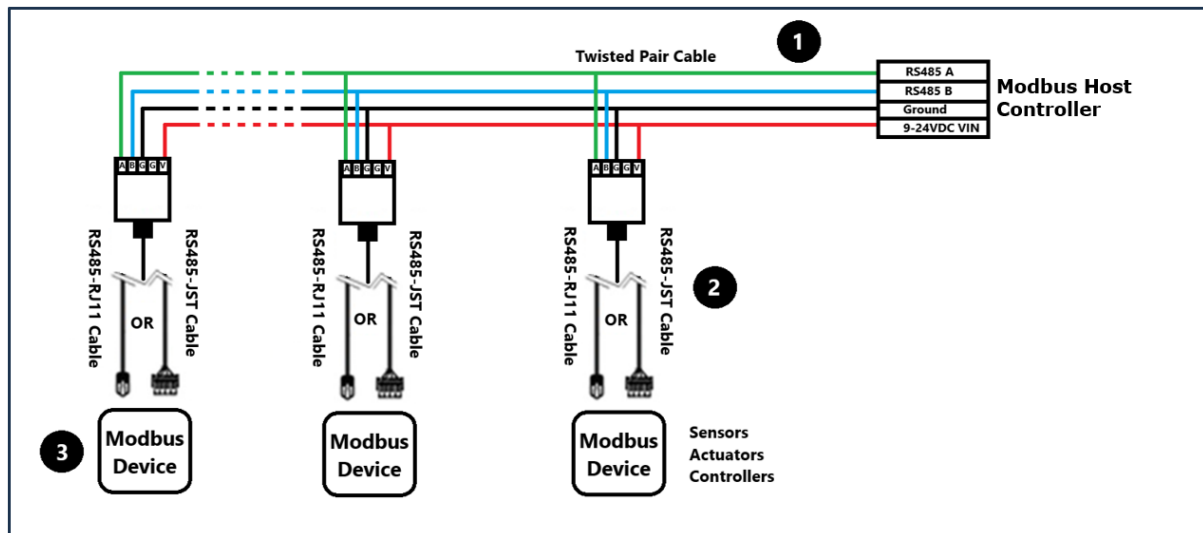 1
Twisted Pair Cable
RS485 A
RS485 B
Ground
9-24VDC VIN
Modbus Host
Controller
A B G G V
A B G G V
A B G G V
RS485-RJ11 Cable
OR
RS485-JST Cable
RS485-RJ11 Cable
OR
RS485-JST Cable
RS485-RJ11 Cable
OR
RS485-JST Cable
2
3
Modbus
Device
Modbus
Device
Modbus
Device
Sensors
Actuators
Controllers